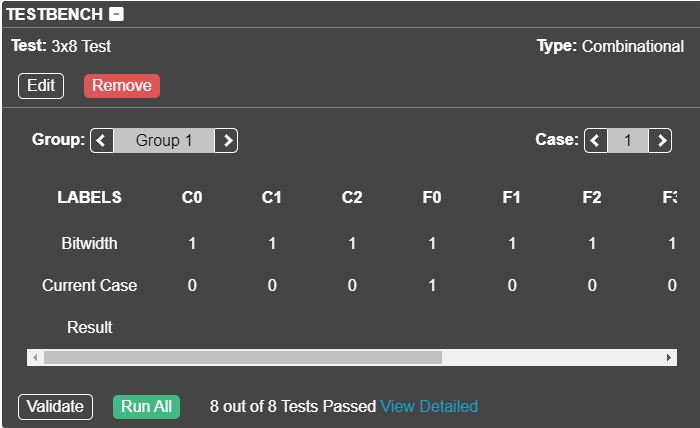 TESTBENCH
Test: 3x8 Test Type: Combinational
Edit Remove
Group: Group 1 Case: 1
LABELS C0 C1 C2 F0 F1 F2 F3
Bitwidth 1 1 1 1 1 1 1
Current Case 0 0 0 1 0 0 0
Result
Validate Run All 8 out of 8 Tests Passed View Detailed